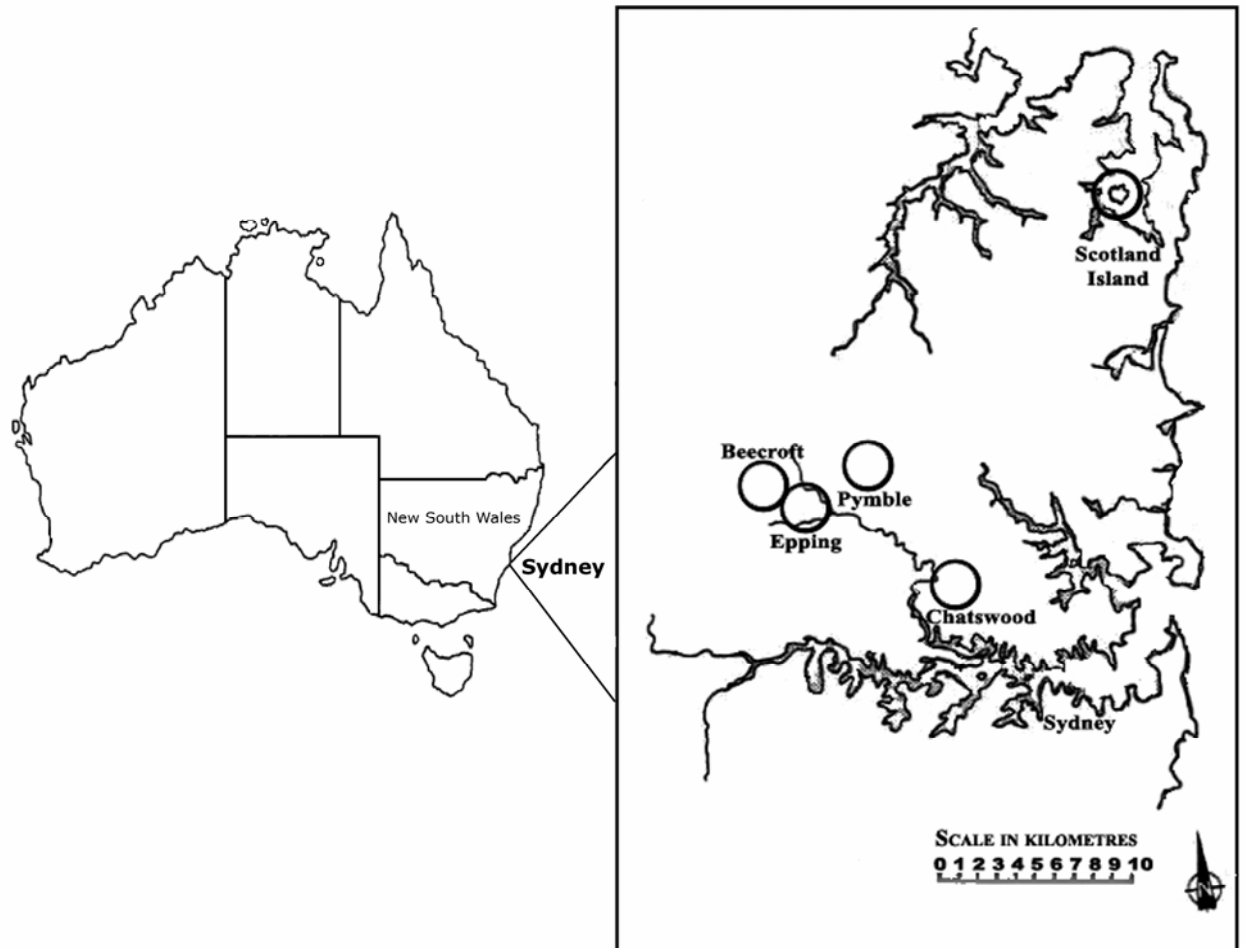 New South Wales
Sydney
Scotland
Island
Beecroft
Pymble
Epping
Chatswood
Sydney
SCALE IN KILOMETRES
0 1 2 3 4 5 6 7 8 9 10
N